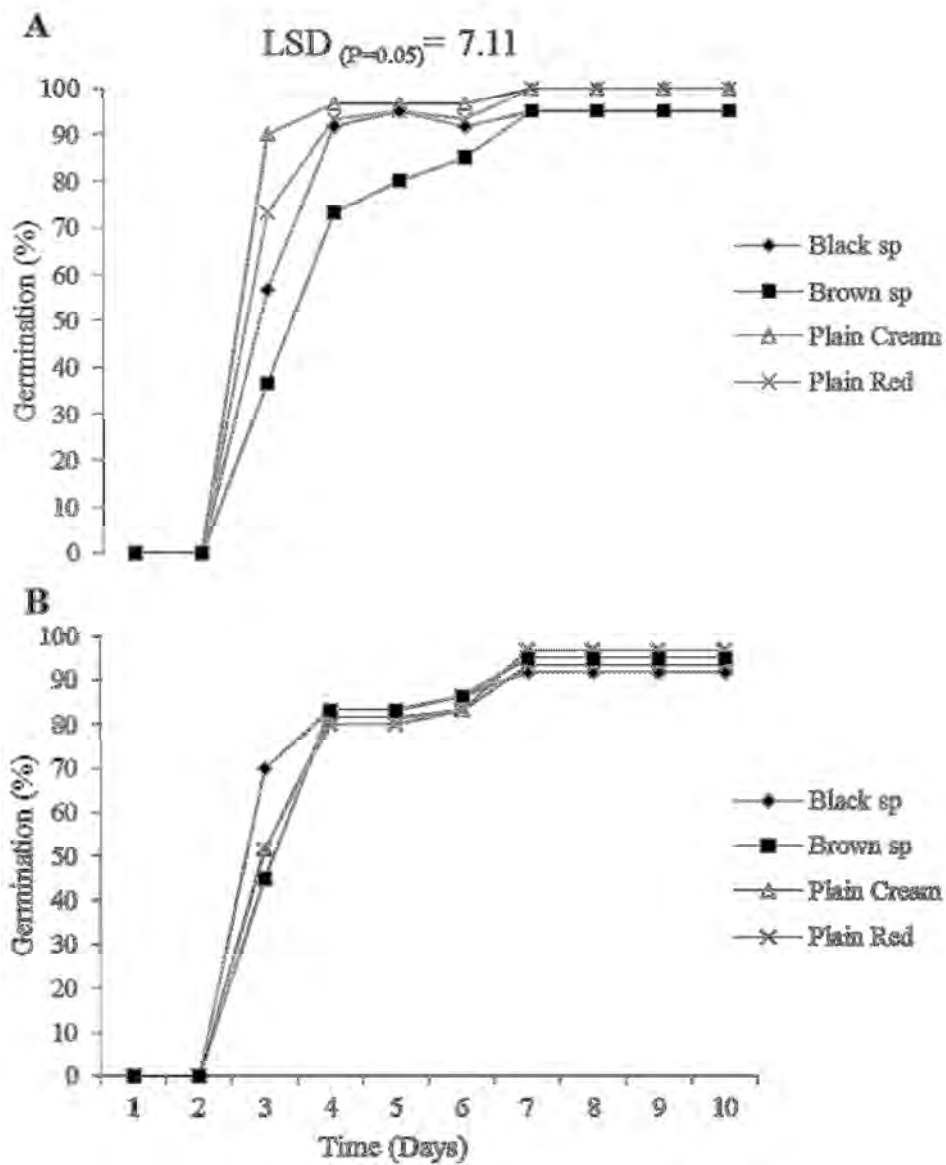 A
LSD (P=0.05)= 7.11
100
90
80
70
60
50
40
30
20
10
0
Germination (%)
Black sp
Brown sp
Plain Cream
Plain Red
B
100
90
80
70
60
50
40
30
20
10
0
Germination (%)
Black sp
Brown sp
Plain Cream
Plain Red
1 2 3 4 5 6 7 8 9 10
Time (Days)